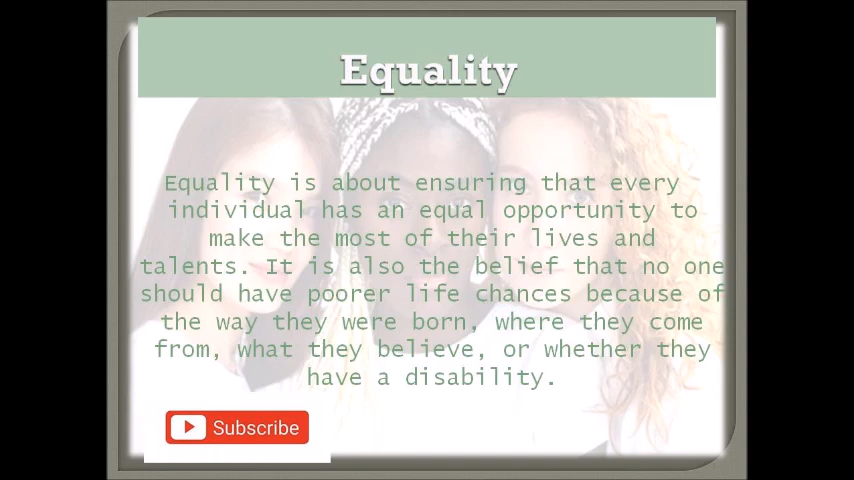 Equality
Equality is about ensuring that every
individual has an equal opportunity to
make the most of their lives and
talents. It is also the belief that no one
should have poorer life chances because of
the way they were born, where they come
from, what they believe, or whether they
have a disability.
Subscribe